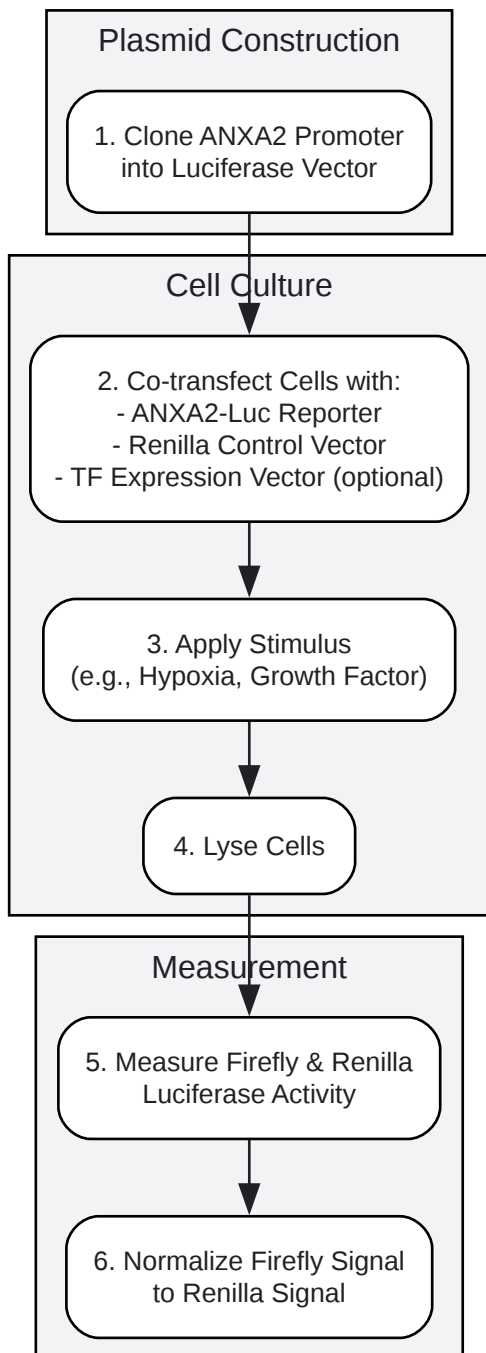 Plasmid Construction
1. Clone ANXA2 Promoter
into Luciferase Vector
Cell Culture
2. Co-transfect Cells with:
- ANXA2-Luc Reporter
- Renilla Control Vector
- TF Expression Vector (optional)
3. Apply Stimulus
(e.g., Hypoxia, Growth Factor)
4. Lyse Cells
Measurement
5. Measure Firefly & Renilla
Luciferase Activity
6. Normalize Firefly Signal
to Renilla Signal